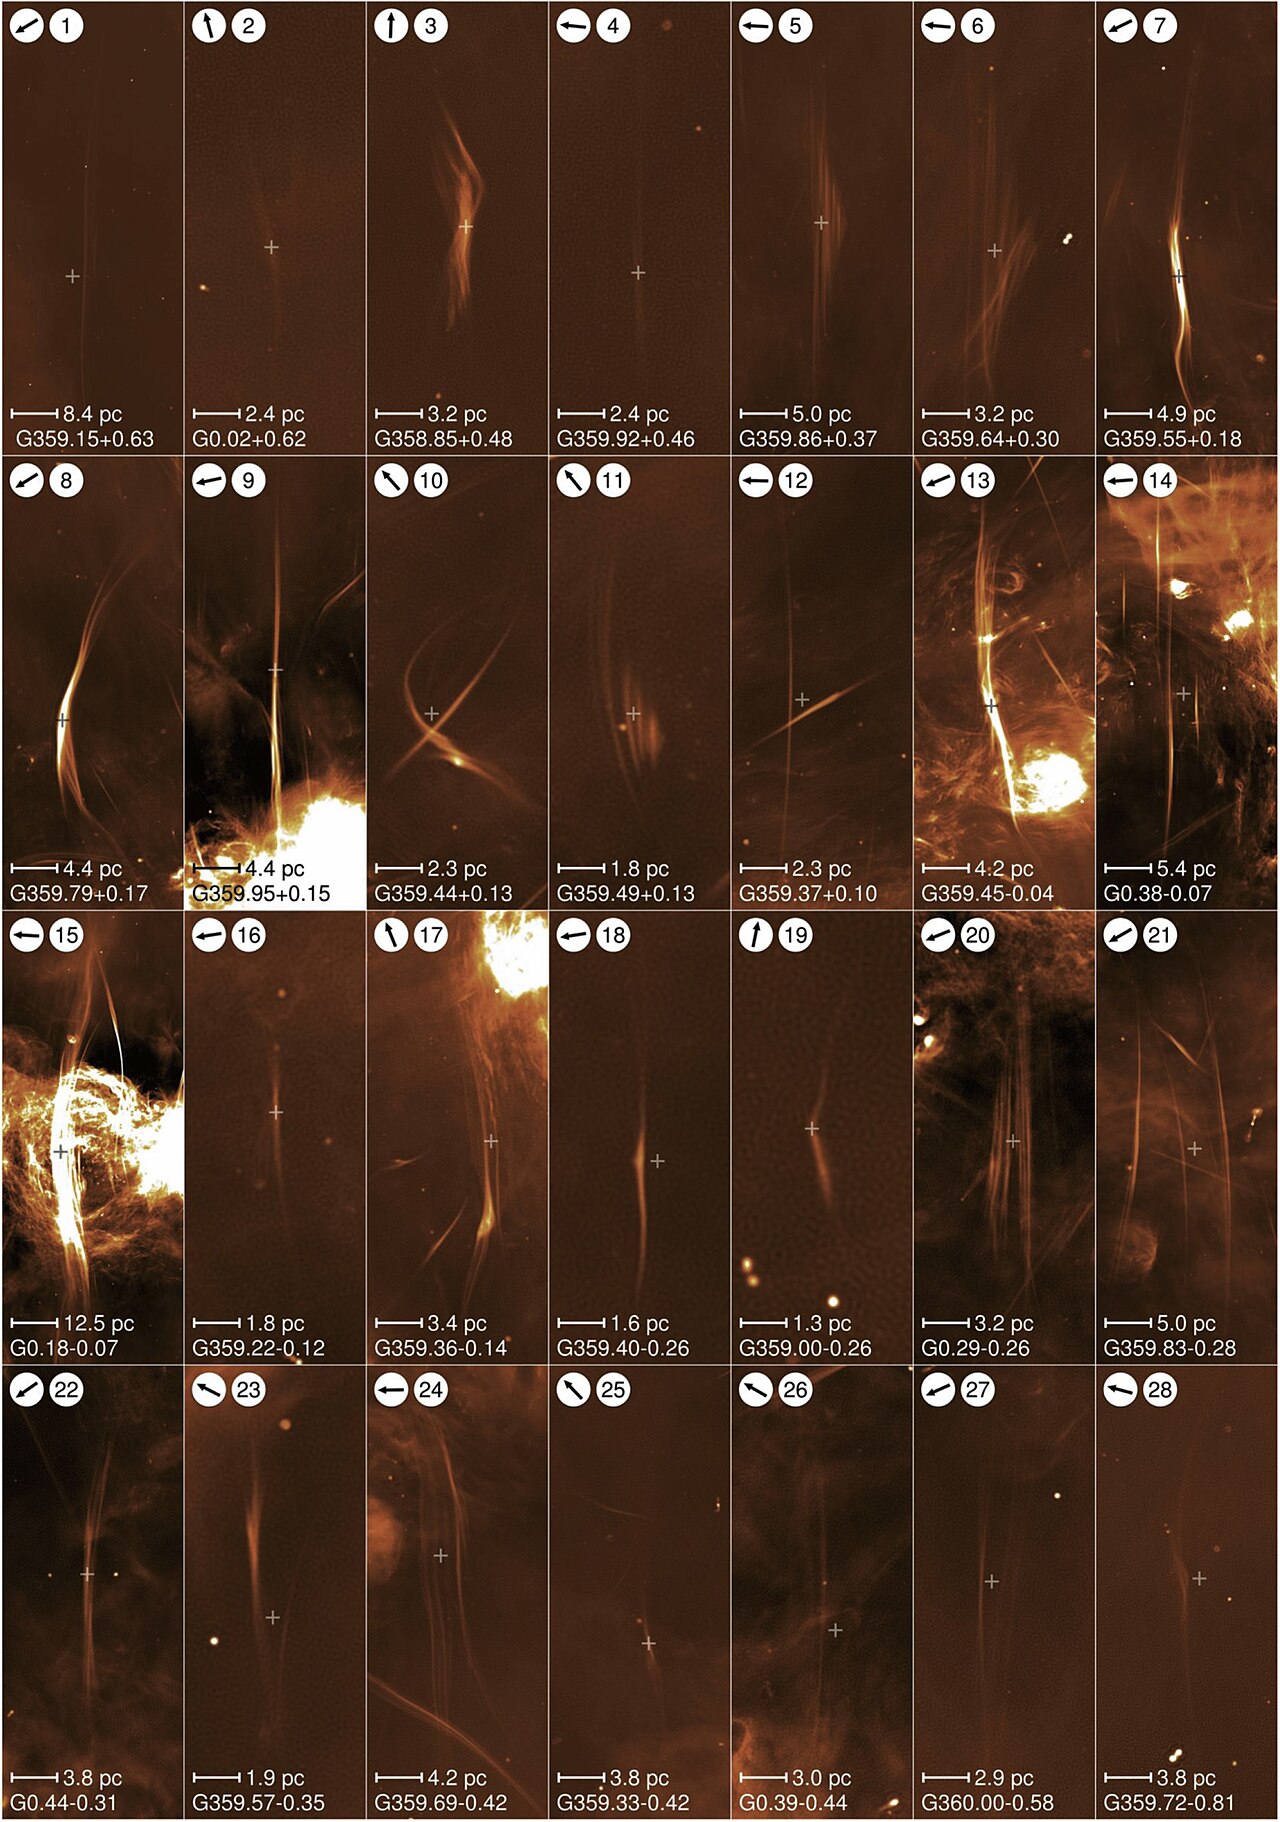 1
8.4 pc
G359.15+0.63
2
2.4 pc
G0.02+0.62
3
3.2 pc
G358.85+0.48
4
2.4 pc
G359.92+0.46
5
5.0 pc
G359.86+0.37
6
3.2 pc
G359.64+0.30
7
4.9 pc
G359.55+0.18
8
4.4 pc
G359.79+0.17
9
4.4 pc
G359.95+0.15
10
2.3 pc
G359.44+0.13
11
1.8 pc
G359.49+0.13
12
2.3 pc
G359.37+0.10
13
4.2 pc
G359.45-0.04
14
5.4 pc
G0.38-0.07
15
12.5 pc
G0.18-0.07
16
1.8 pc
G359.22-0.12
17
3.4 pc
G359.36-0.14
18
1.6 pc
G359.40-0.26
19
1.3 pc
G359.00-0.26
20
3.2 pc
G0.29-0.26
21
5.0 pc
G359.83-0.28
22
3.8 pc
G0.44-0.31
23
1.9 pc
G359.57-0.35
24
4.2 pc
G359.69-0.42
25
3.8 pc
G359.33-0.42
26
3.0 pc
G0.39-0.44
27
2.9 pc
G360.00-0.58
28
3.8 pc
G359.72-0.81